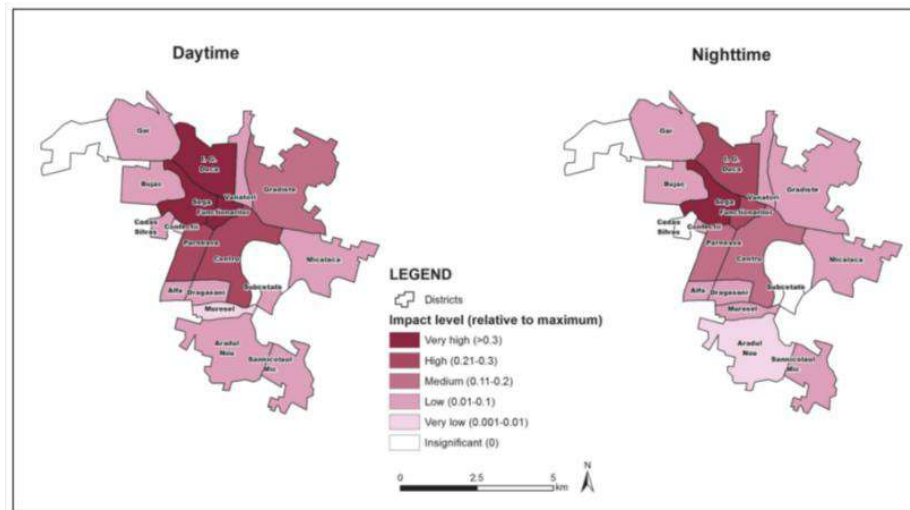 Daytime
Nighttime
Gai
I. G.
Duca
Bujac
Gradiste
Sega
Vanatori
Functionarilor
Cadas
Silvas
Confectii
Parneava
Centru
Micalaca
Alfa
Dragasani
Subcetate
Muresel
Aradul
Nou
Sannicolaul
Mic
Gai
Duca
Bujac
Gradiste
Sega
Vanatori
Functionarilor
Cadas
Silvas
Confectii
Parneava
Centru
Micalaca
Alfa
Dragasani
Subcetate
Muresel
Aradul
Nou
Sannicolaul
Mic
LEGEND
Districts
Impact level (relative to maximum)
Very high (>0.3)
High (0.21-0.3)
Medium (0.11-0.2)
Low (0.01-0.1)
Very low (0.001-0.01)
Insignificant (0)
0 2.5 5
km
N